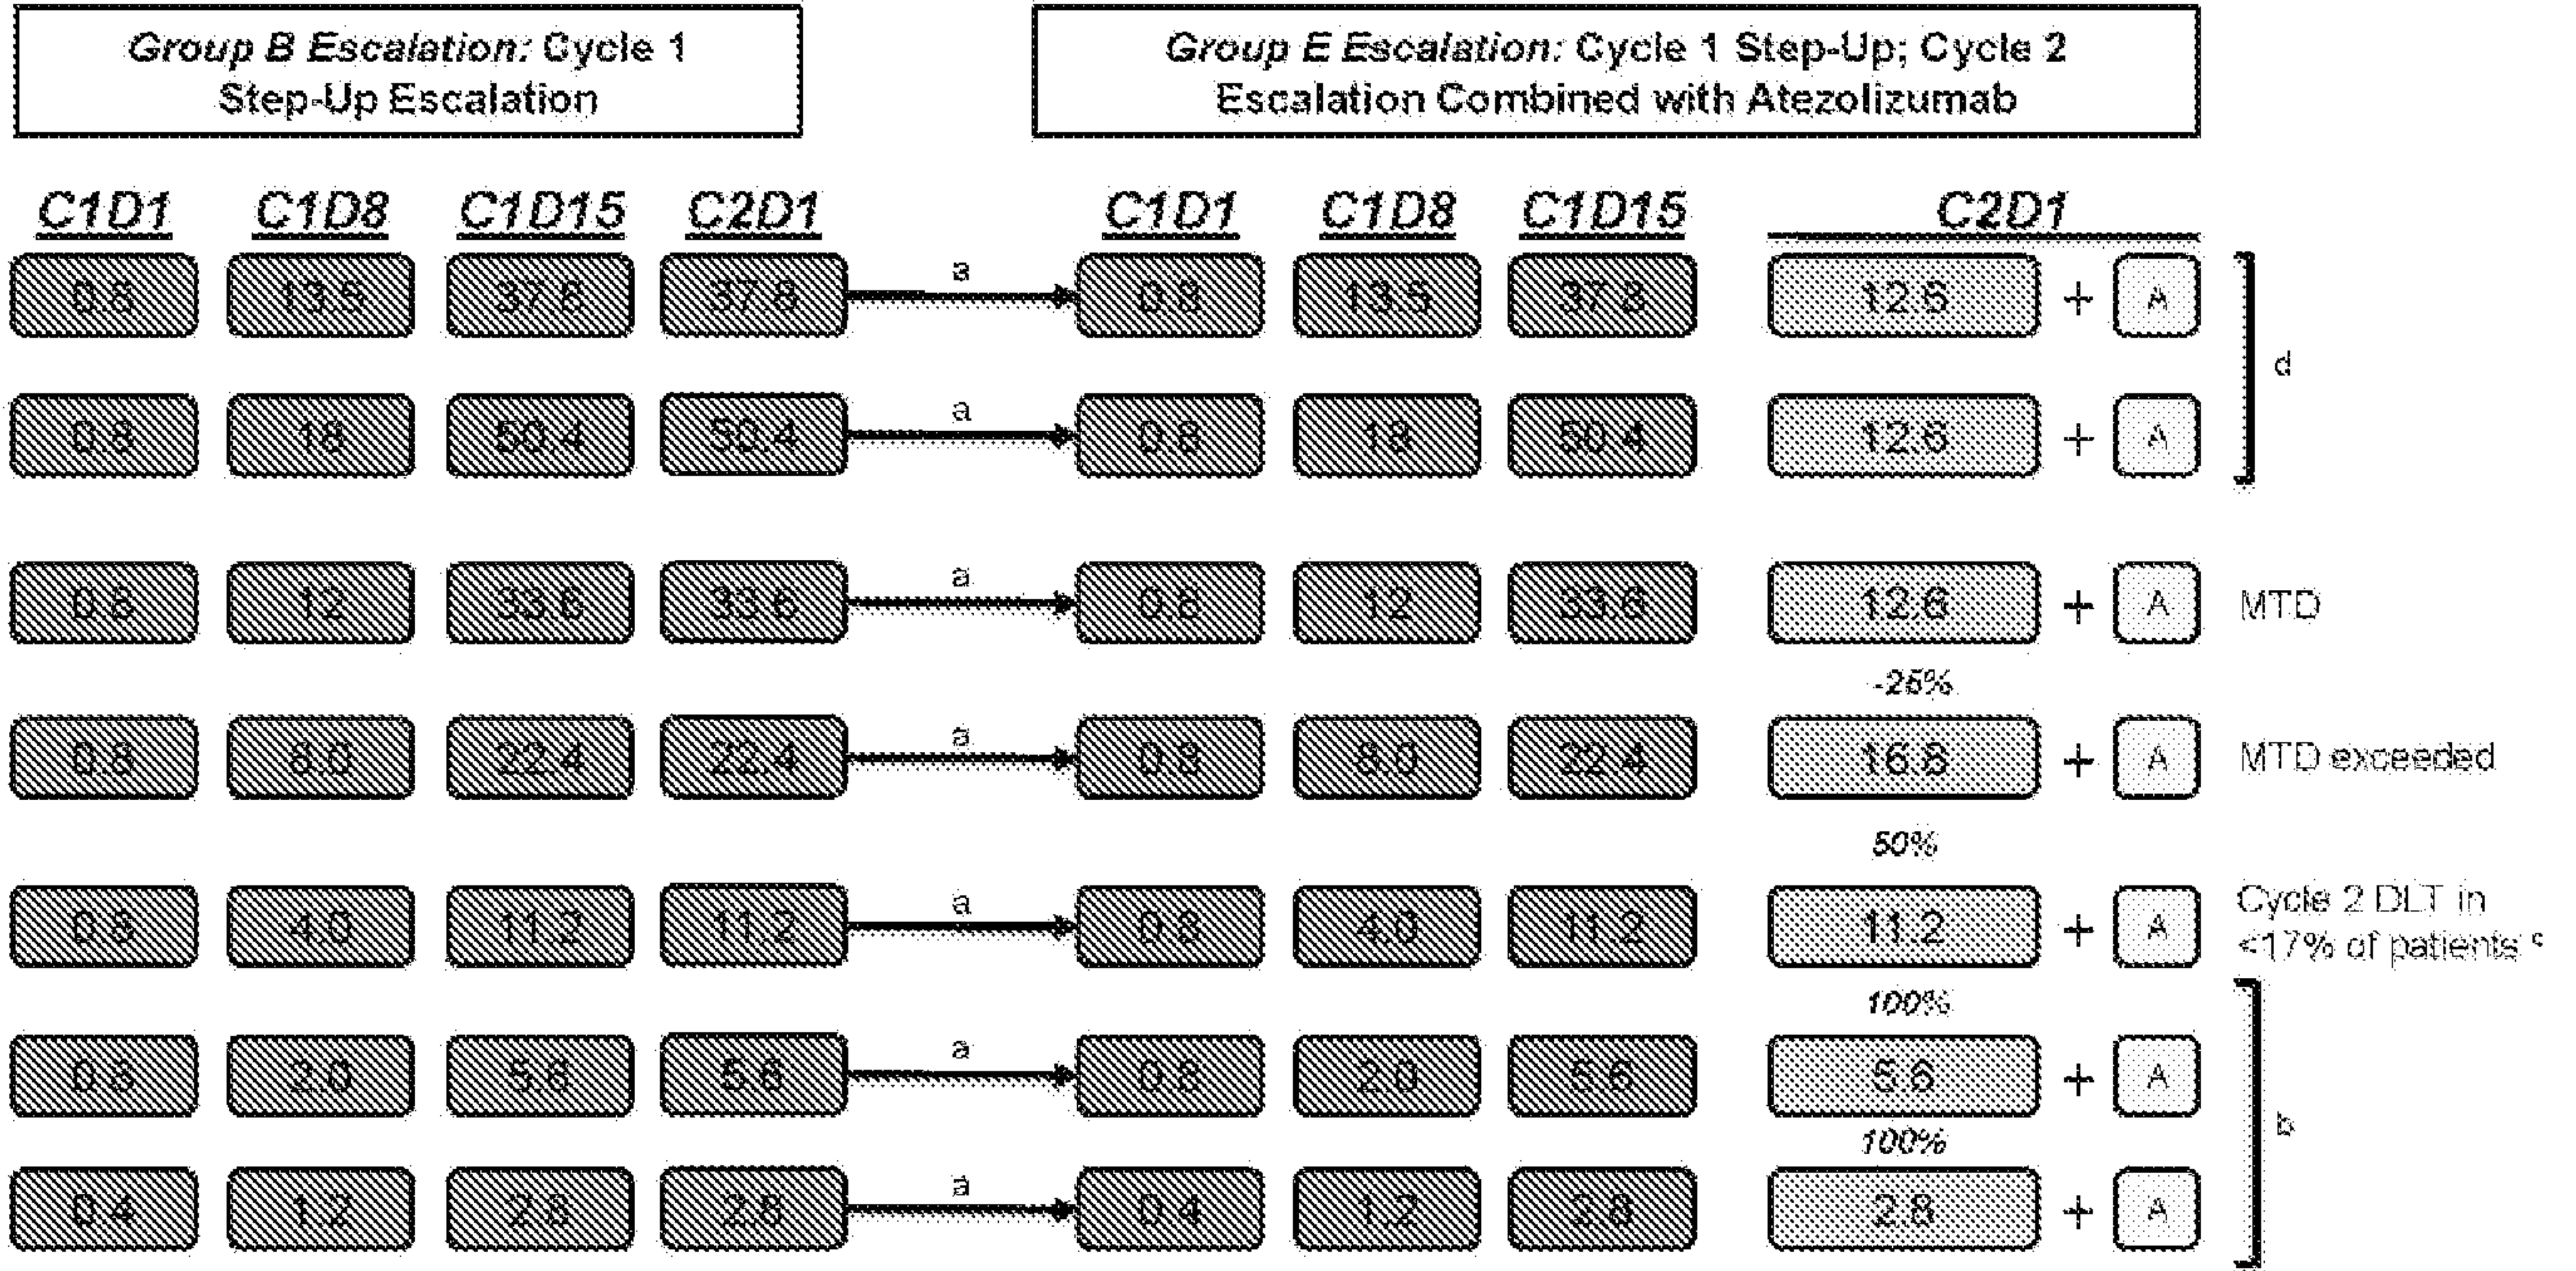 Group B Escalation: Cycle 1
Step-Up Escalation
Group E Escalation: Cycle 1 Step-Up; Cycle 2
Escalation Combined with Atezolizumab
C1D1 C1D8 C1D15 C2D1 C1D1 C1D8 C1D15 C2D1
0.8 13.5 37.8 37.8 a 0.8 13.5 37.8 12.6 + A
d
0.8 18 50.4 50.4 a 0.8 18 50.4 12.6 + A
0.8 12 33.6 33.6 a 0.8 12 33.6 12.6 + A MTD
-25%
0.8 8.0 22.4 22.4 a 0.8 8.0 22.4 16.8 + A MTD exceeded
50%
0.8 4.0 11.2 11.2 a 0.8 4.0 11.2 11.2 + A Cycle 2 DLT in
<17% of patients c
100%
0.8 2.0 5.6 5.6 a 0.8 2.0 5.6 5.6 + A
b
100%
0.4 1.2 2.8 2.8 a 0.4 1.2 2.8 2.8 + A